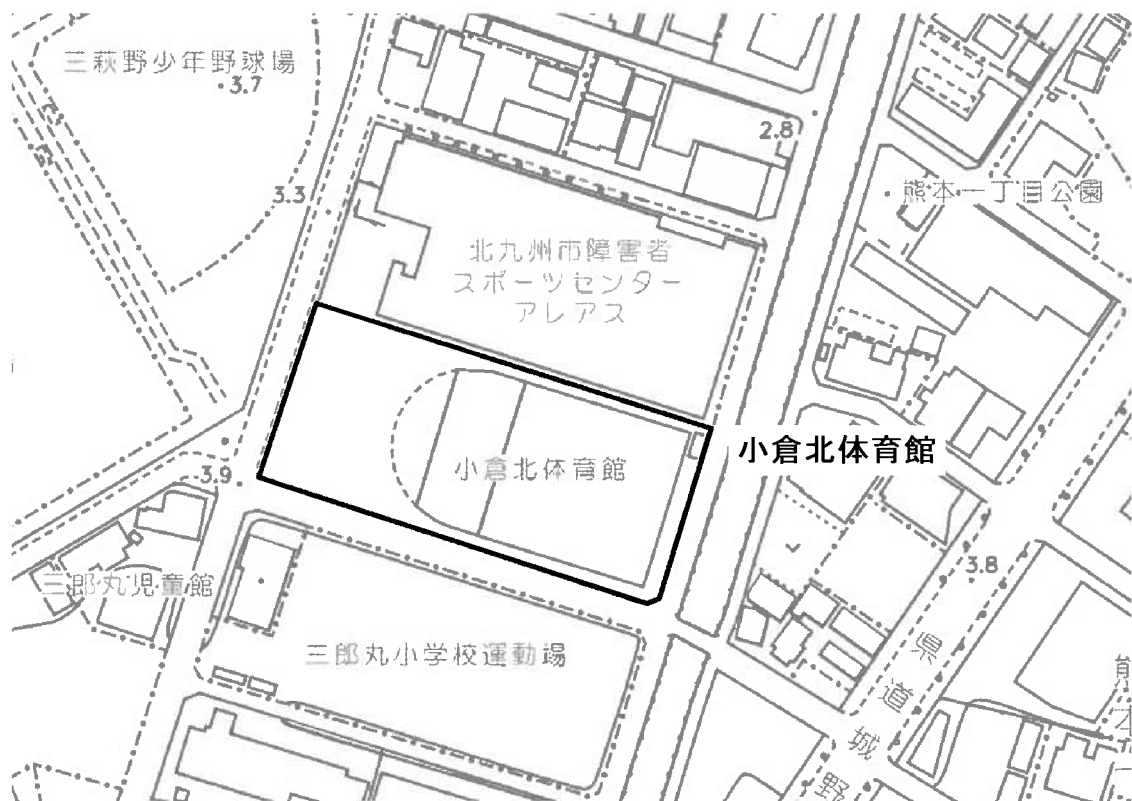 三萩野少年野球場
3.7
2.8
3.3
熊本一丁目公園
北九州市障害者
スポーツセンター
アレアス
小倉北体育館
小倉北体育館
3.9
3.8
三郎丸児童館
三郎丸小学校運動場
県道城野